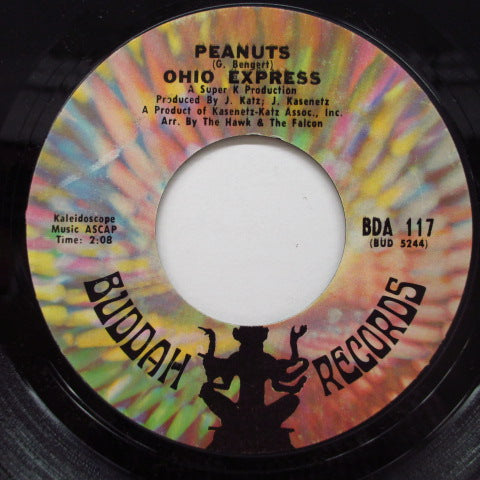 PEANUTS
(G. Bengert)
OHIO EXPRESS
A Super K Production
Produced By J. Katz; J. Kasenetz
A Product of Kasenetz-Katz Assoc., Inc.
Arr. By The Hawk & The Falcon
Kaleidoscope
Music ASCAP
Time: 2:08
BDA 117
(BUD 5244)
BUDDAH RECORDS